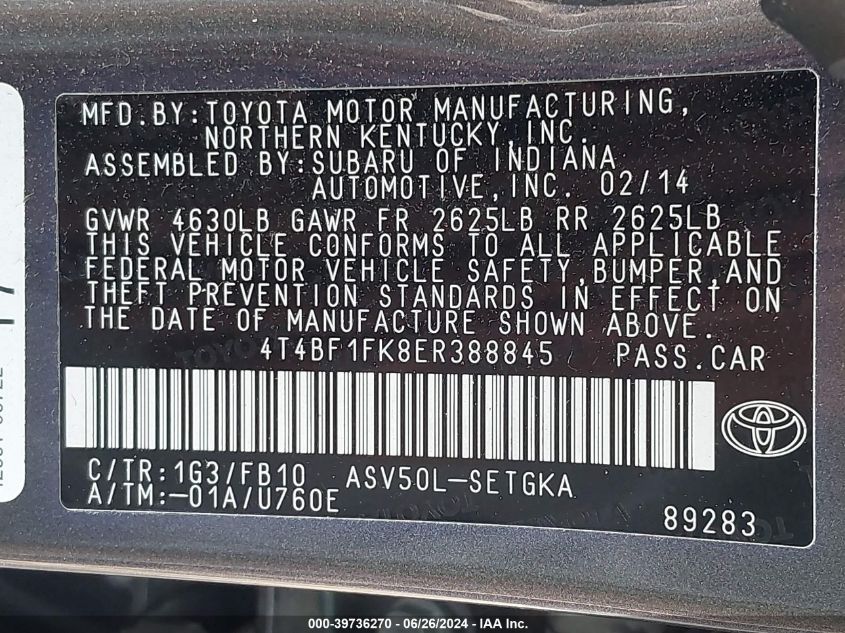 MFD.BY:TOYOTA MOTOR MANUFACTURING,
NORTHERN KENTUCKY,INC.
ASSEMBLED BY:SUBARU OF INDIANA
AUTOMOTIVE,INC. 02/14
GVWR 4630LB GAWR FR 2625LB RR 2625LB
THIS VEHICLE CONFORMS TO ALL APPLICABLE
FEDERAL MOTOR VEHICLE SAFETY,BUMPER,AND
THEFT PREVENTION STANDARDS IN EFFECT ON
THE DATE OF MANUFACTURE SHOWN ABOVE.
4T4BF1FK8ER388845 PASS.CAR
C/TR:1G3/FB10 ASV50L-SETGKA
A/TM:-01A/U760E
89283
000-39736270 - 06/26/2024 - IAA Inc.